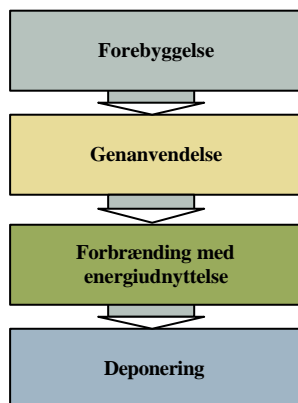 Forebyggelse
Genanvendelse
Forbrænding med
energiudnyttelse
Deponering